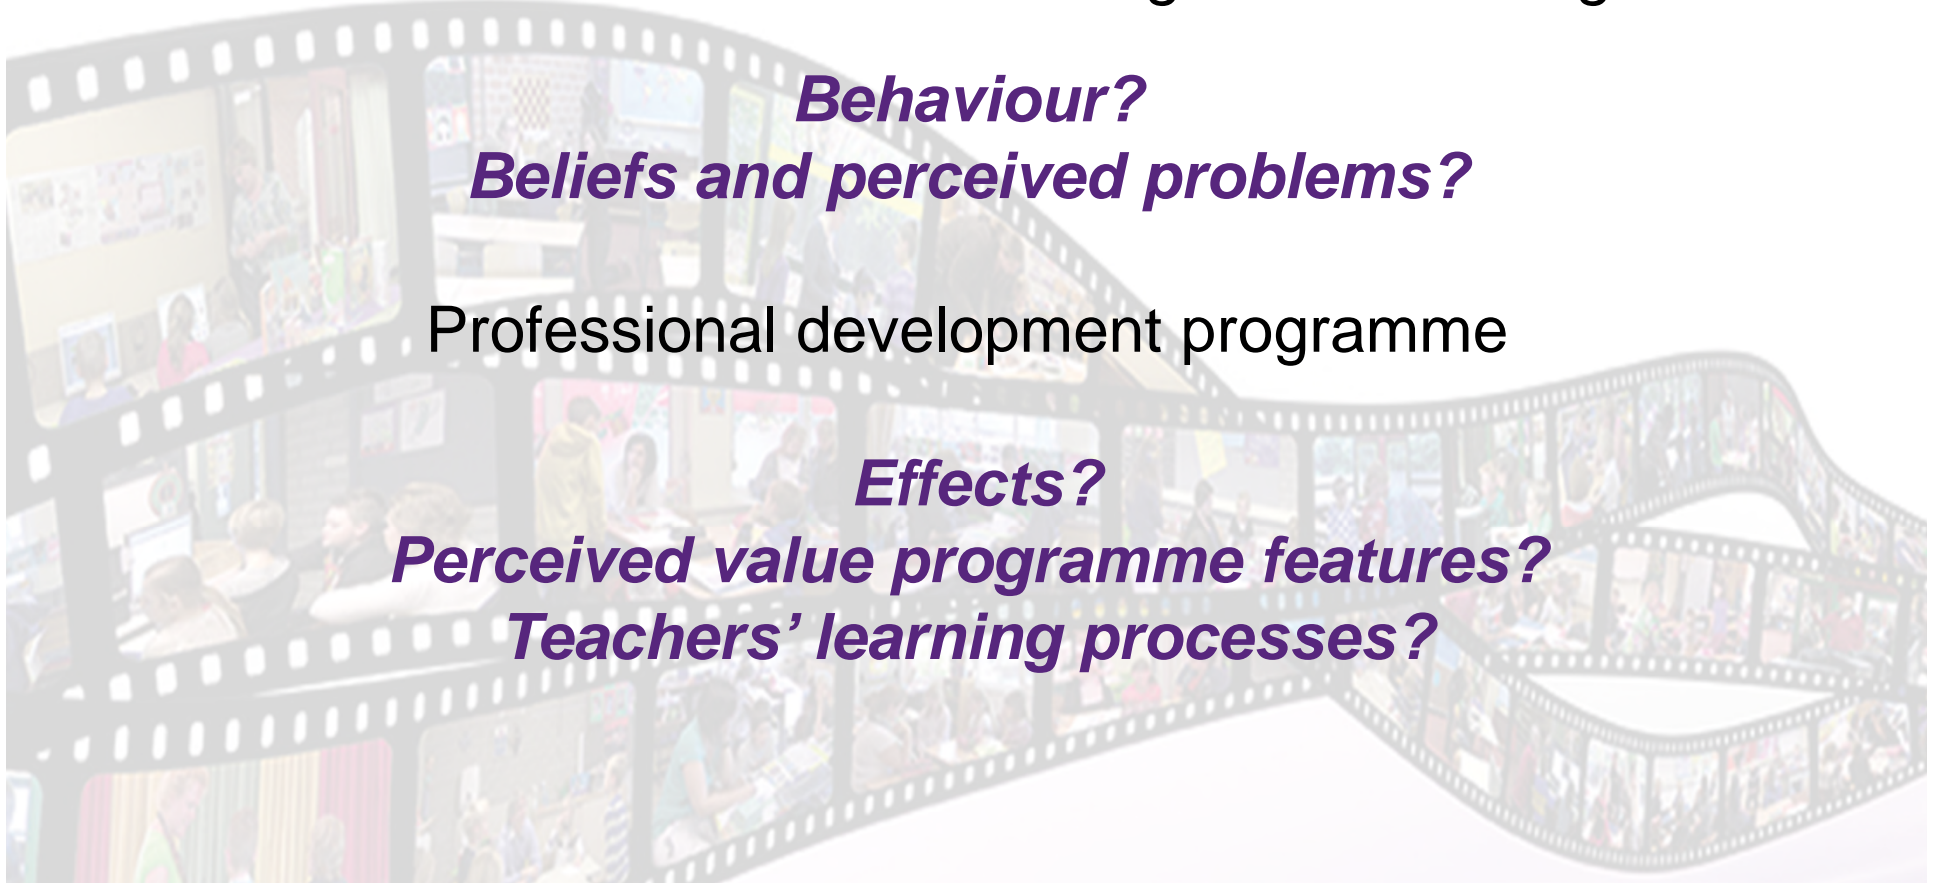 Behaviour?
Beliefs and perceived problems?
Professional development programme
Effects?
Perceived value programme features?
Teachers’ learning processes?